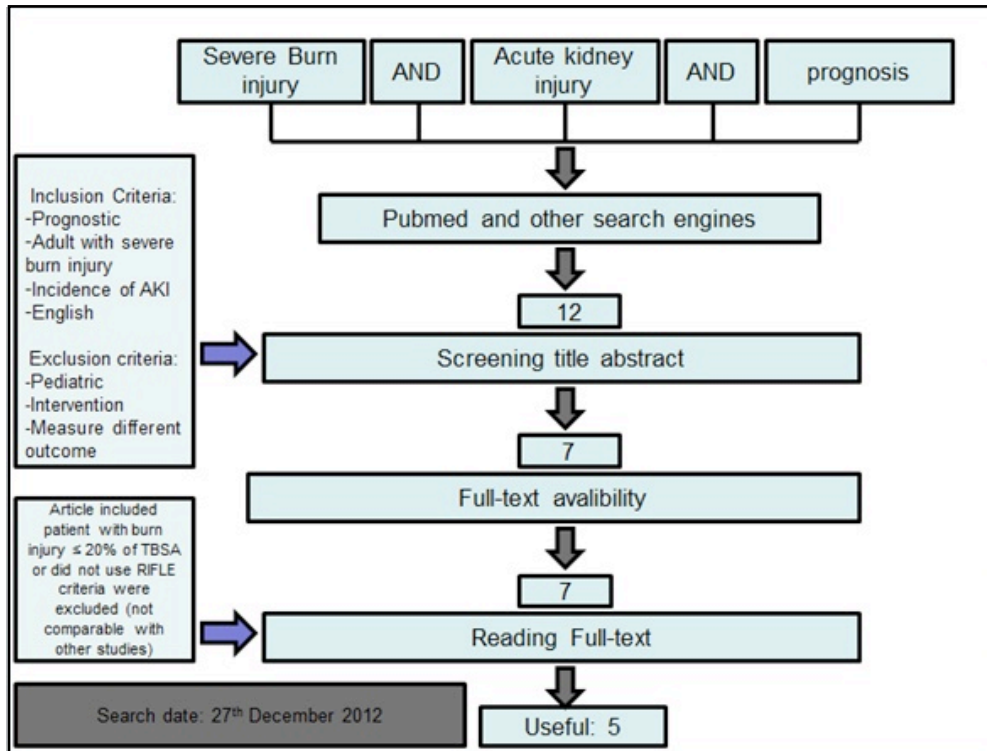 Severe Burn
injury
AND
Acute kidney
injury
AND
prognosis
Inclusion Criteria:
-Prognostic
-Adult with severe
burn injury
-Incidence of AKI
-English
Exclusion criteria:
-Pediatric
-Intervention
-Measure different
outcome
Pubmed and other search engines
12
Screening title abstract
7
Full-text avalibility
Article included
patient with burn
injury ≤ 20% of TBSA
or did not use RIFLE
criteria were
excluded (not
comparable with
other studies)
7
Reading Full-text
Search date: 27th December 2012
Useful: 5